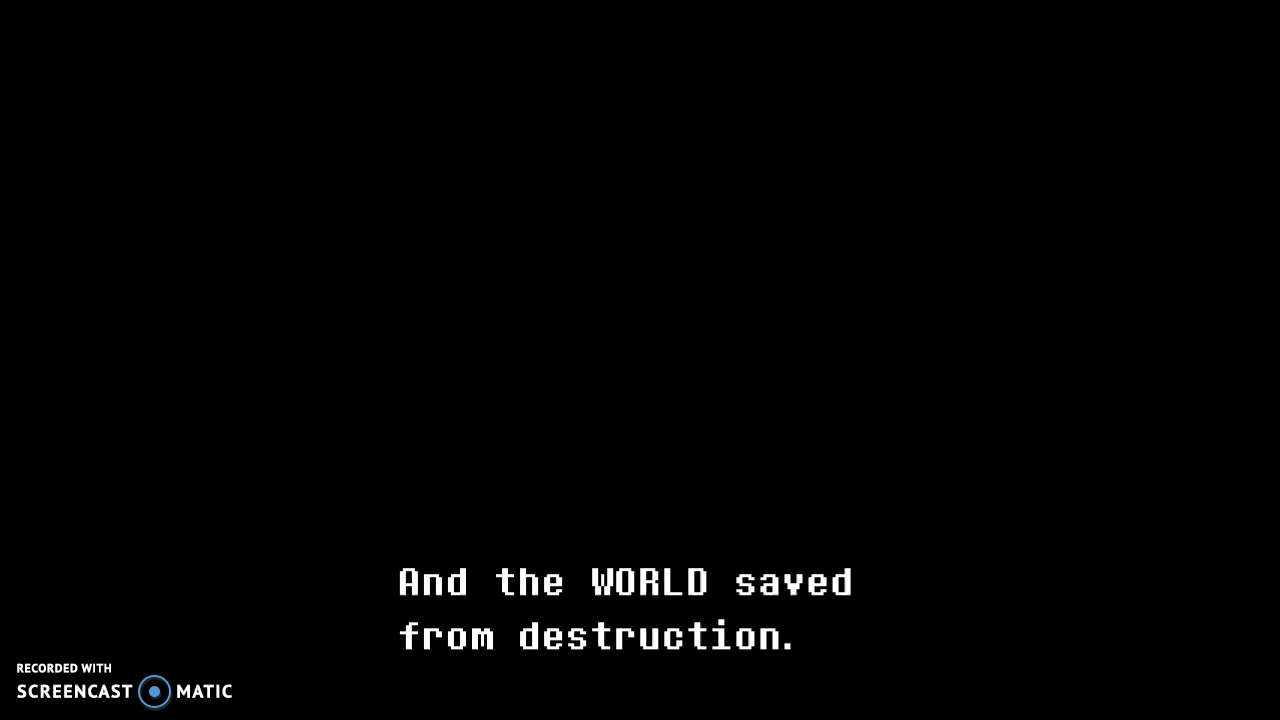 And the WORLD saved
from destruction.
RECORDED WITH
SCREENCAST MATIC